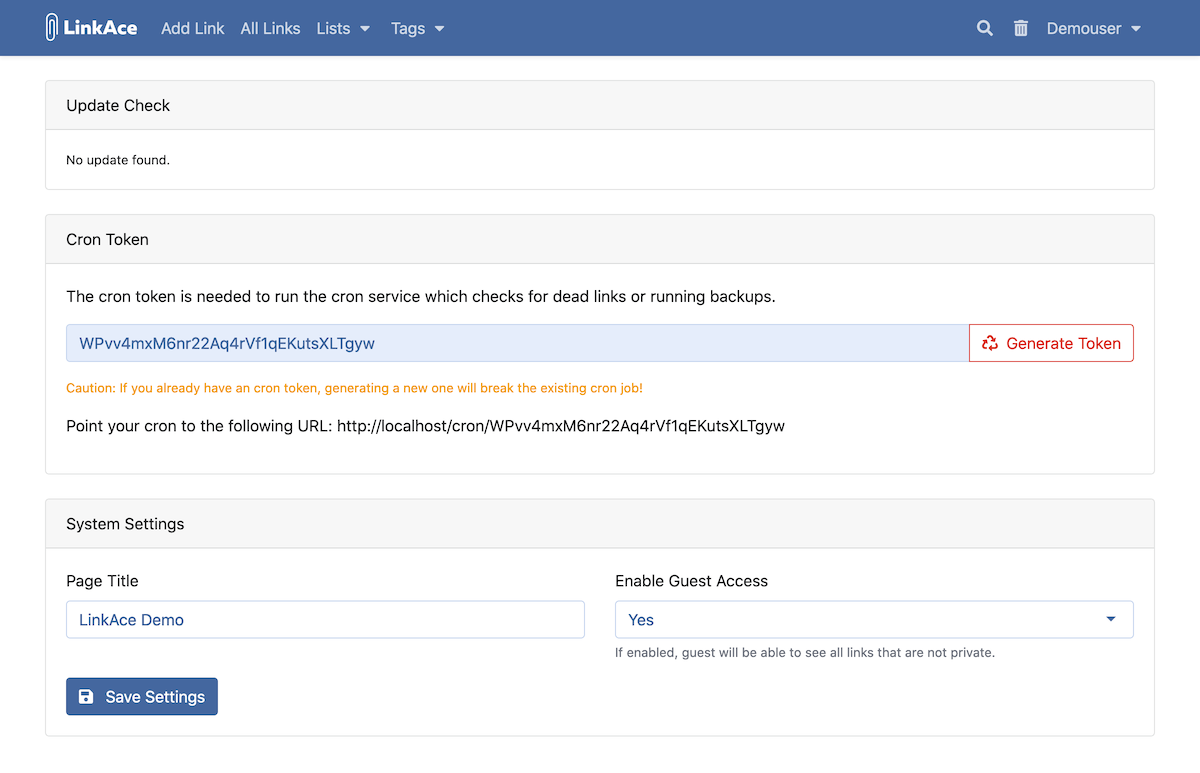 LinkAce Add Link All Links Lists Tags Demouser
Update Check
No update found.
Cron Token
The cron token is needed to run the cron service which checks for dead links or running backups.
WPvv4mxM6nr22Aq4rVf1qEKutsXLTgyw Generate Token
Caution: If you already have an cron token, generating a new one will break the existing cron job!
Point your cron to the following URL: http://localhost/cron/WPvv4mxM6nr22Aq4rVf1qEKutsXLTgyw
System Settings
Page Title Enable Guest Access
LinkAce Demo Yes
If enabled, guest will be able to see all links that are not private.
Save Settings